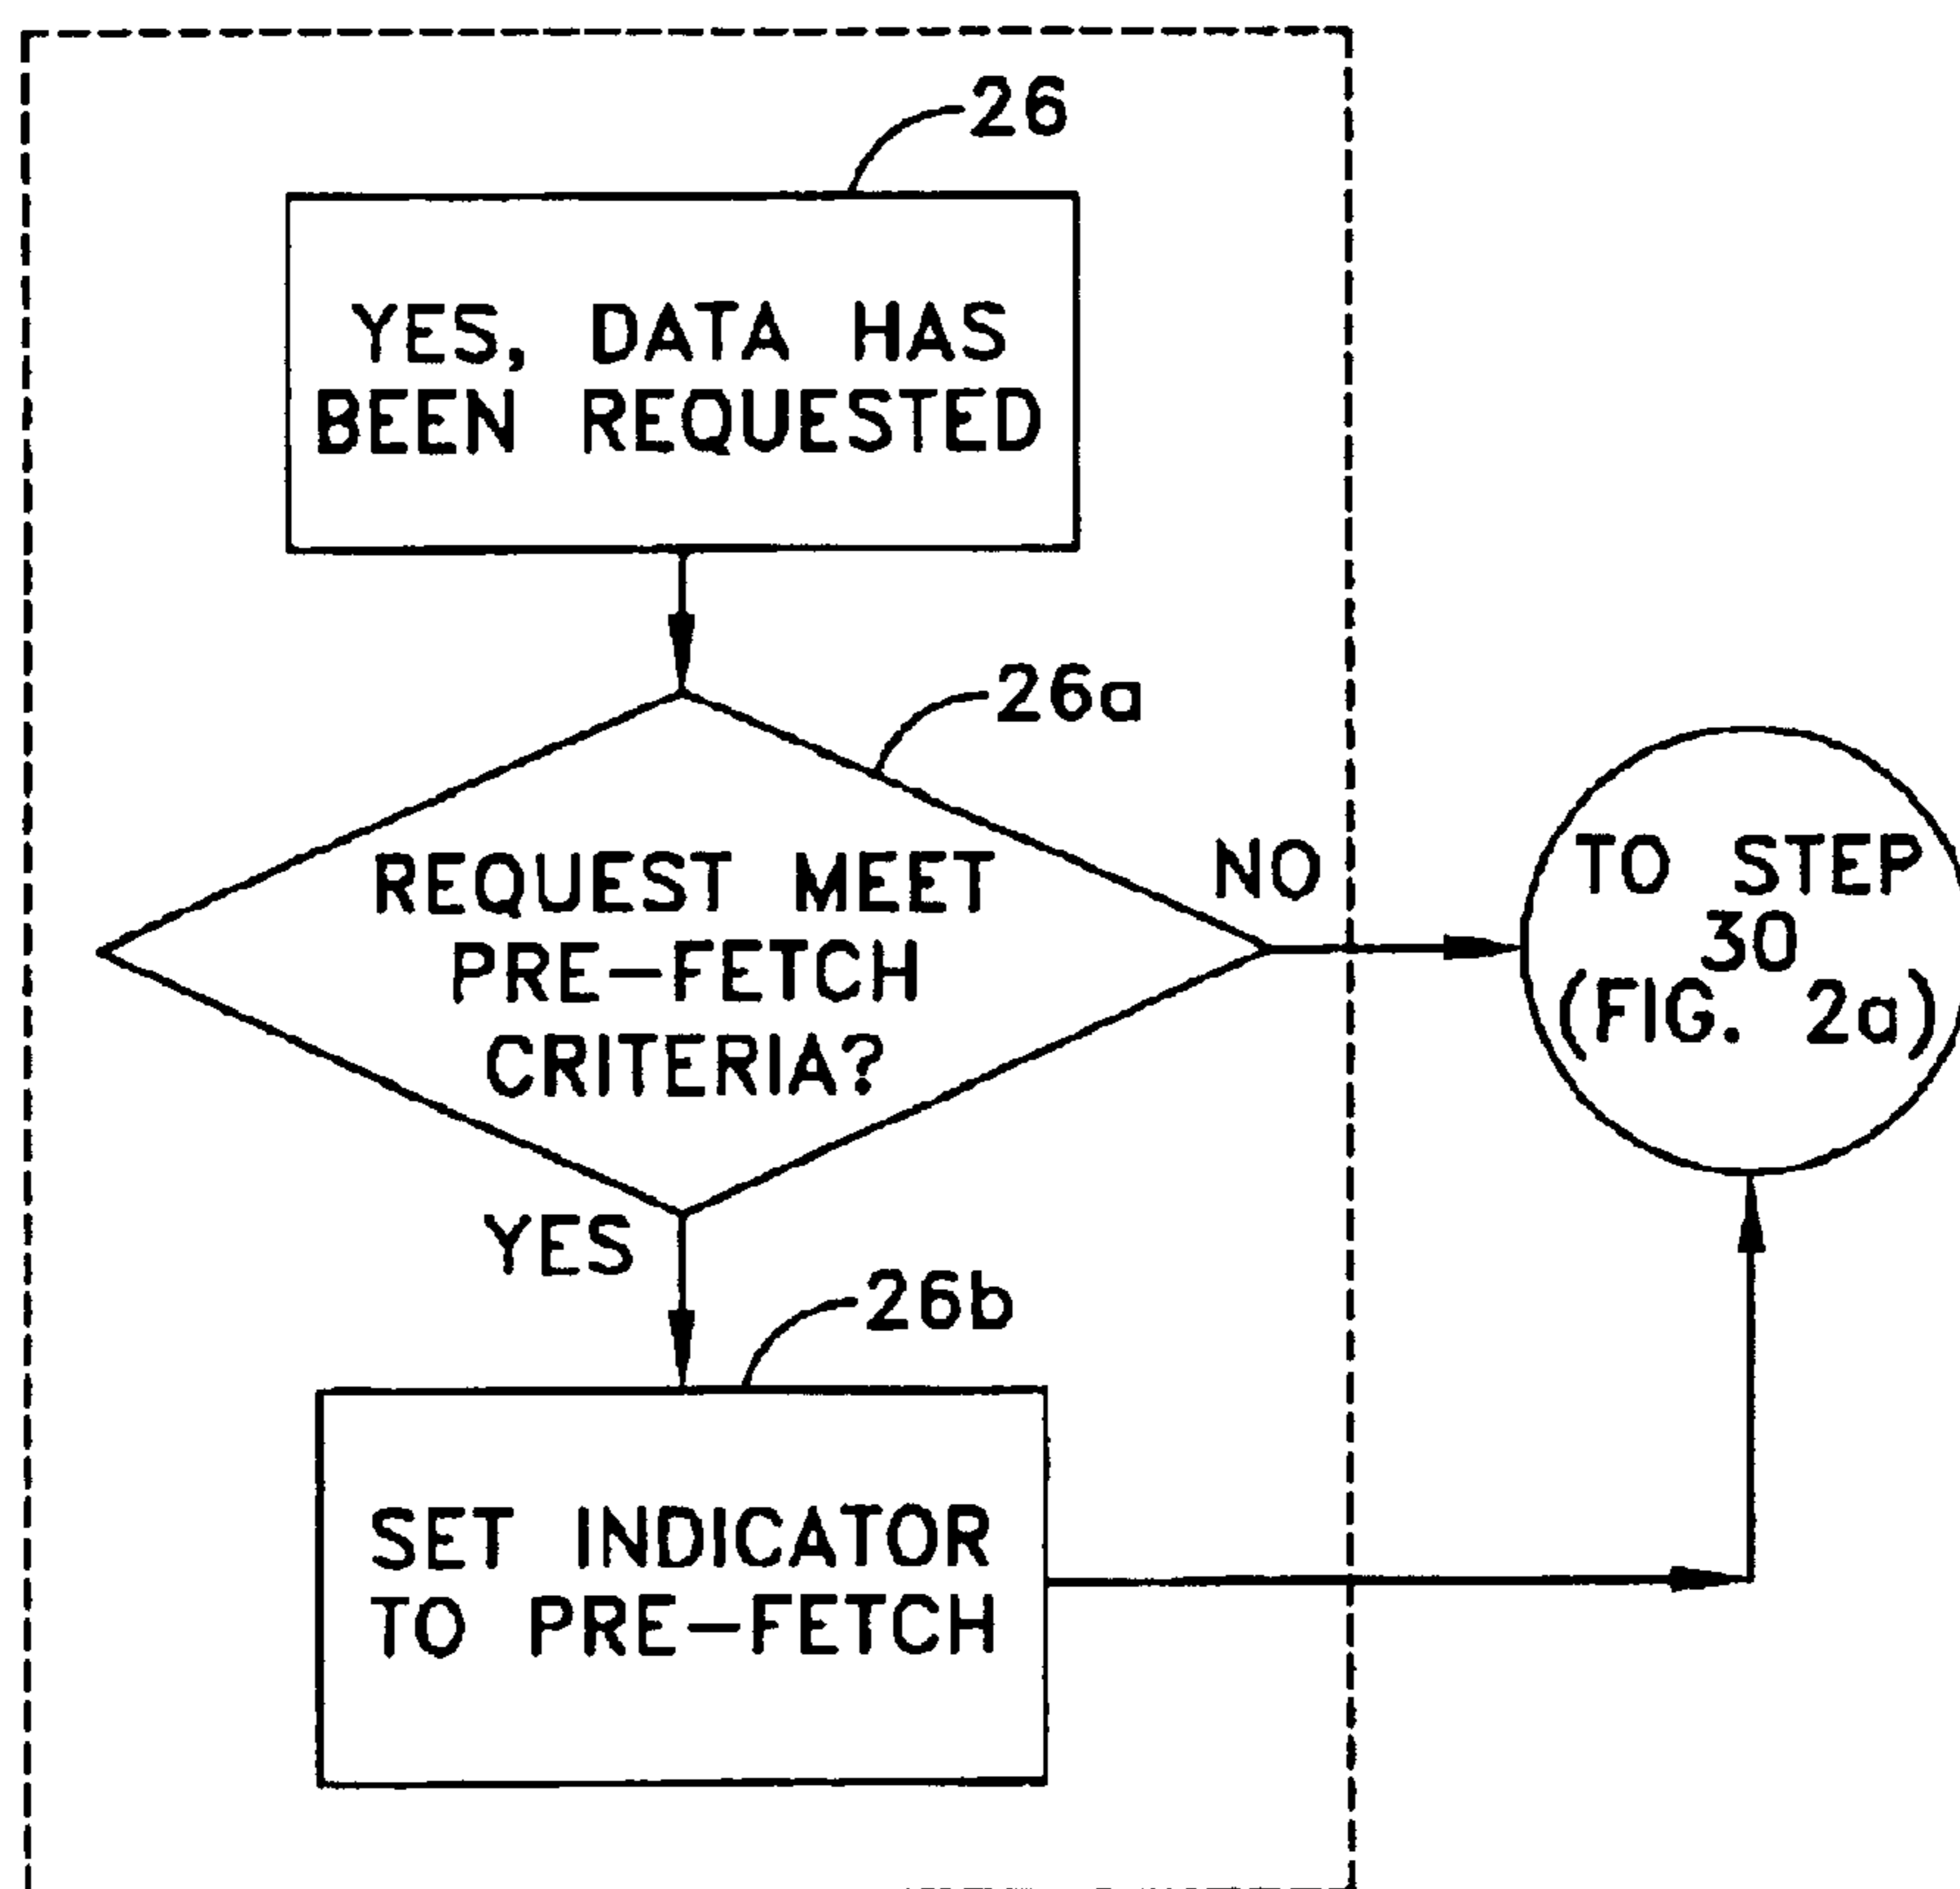 26
YES, DATA HAS
BEEN REQUESTED
26a
REQUEST MEET
PRE-FETCH
CRITERIA?
NO
TO STEP
30
(FIG. 2a)
YES
26b
SET INDICATOR
TO PRE-FETCH